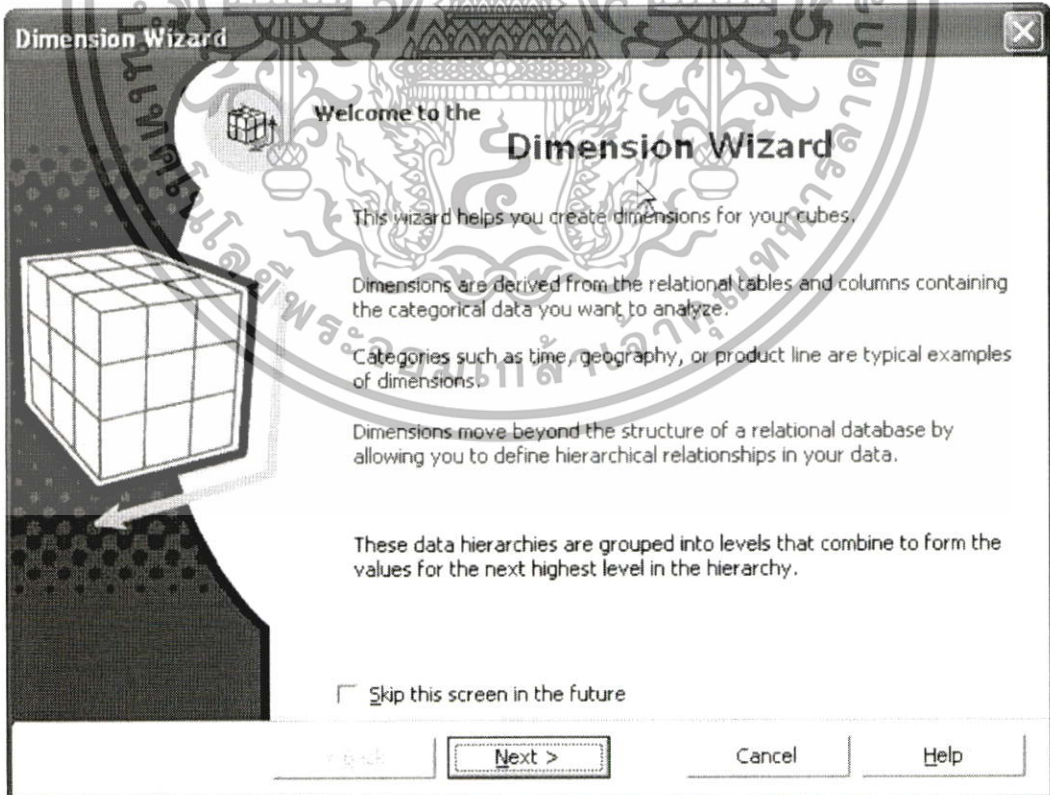 Dimension Wizard
Welcome to the
Dimension Wizard
This wizard helps you create dimensions for your cubes.
Dimensions are derived from the relational tables and columns containing
the categorical data you want to analyze.
Categories such as time, geography, or product line are typical examples
of dimensions.
Dimensions move beyond the structure of a relational database by
allowing you to define hierarchical relationships in your data.
These data hierarchies are grouped into levels that combine to form the
values for the next highest level in the hierarchy.
Skip this screen in the future
Next >
Cancel
Help